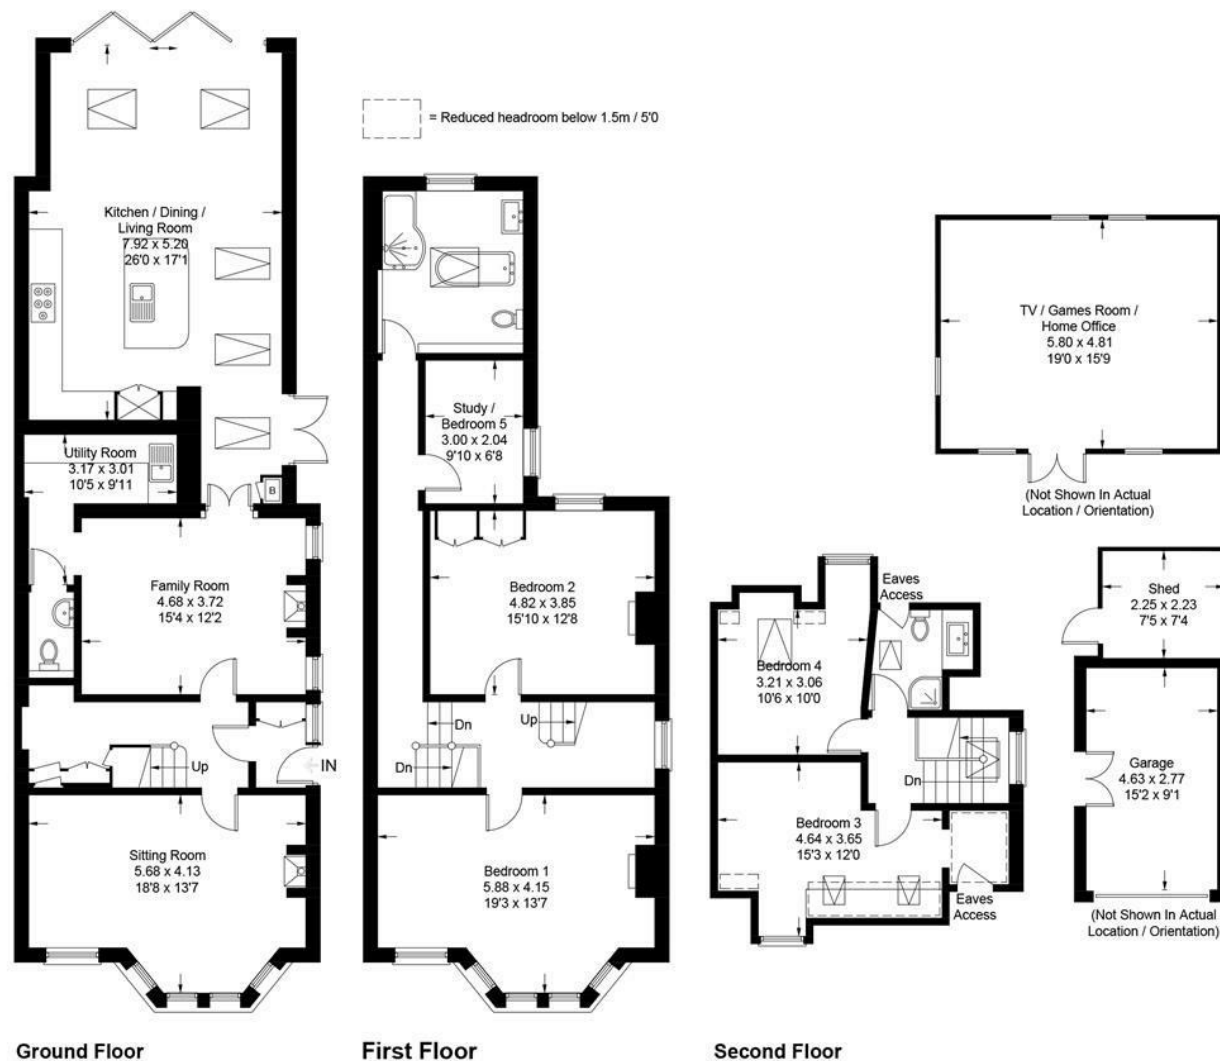 = Reduced headroom below 1.5m / 5'0
Kitchen / Dining /
Living Room
7.92 x 5.20
26'0 x 17'1
Utility Room
3.17 x 3.01
10'5 x 9'11
B
Family Room
4.68 x 3.72
15'4 x 12'2
Up
IN
Sitting Room
5.68 x 4.13
18'8 x 13'7
Ground Floor
Study /
Bedroom 5
3.00 x 2.04
9'10 x 6'8
Bedroom 2
4.82 x 3.85
15'10 x 12'8
Dn
Up
Dn
Bedroom 1
5.88 x 4.15
19'3 x 13'7
First Floor
Eaves
Access
Bedroom 4
3.21 x 3.06
10'6 x 10'0
Dn
Bedroom 3
4.64 x 3.65
15'3 x 12'0
Eaves
Access
Second Floor
TV / Games Room /
Home Office
5.80 x 4.81
19'0 x 15'9
(Not Shown In Actual
Location / Orientation)
Shed
2.25 x 2.23
7'5 x 7'4
Garage
4.63 x 2.77
15'2 x 9'1
(Not Shown In Actual
Location / Orientation)